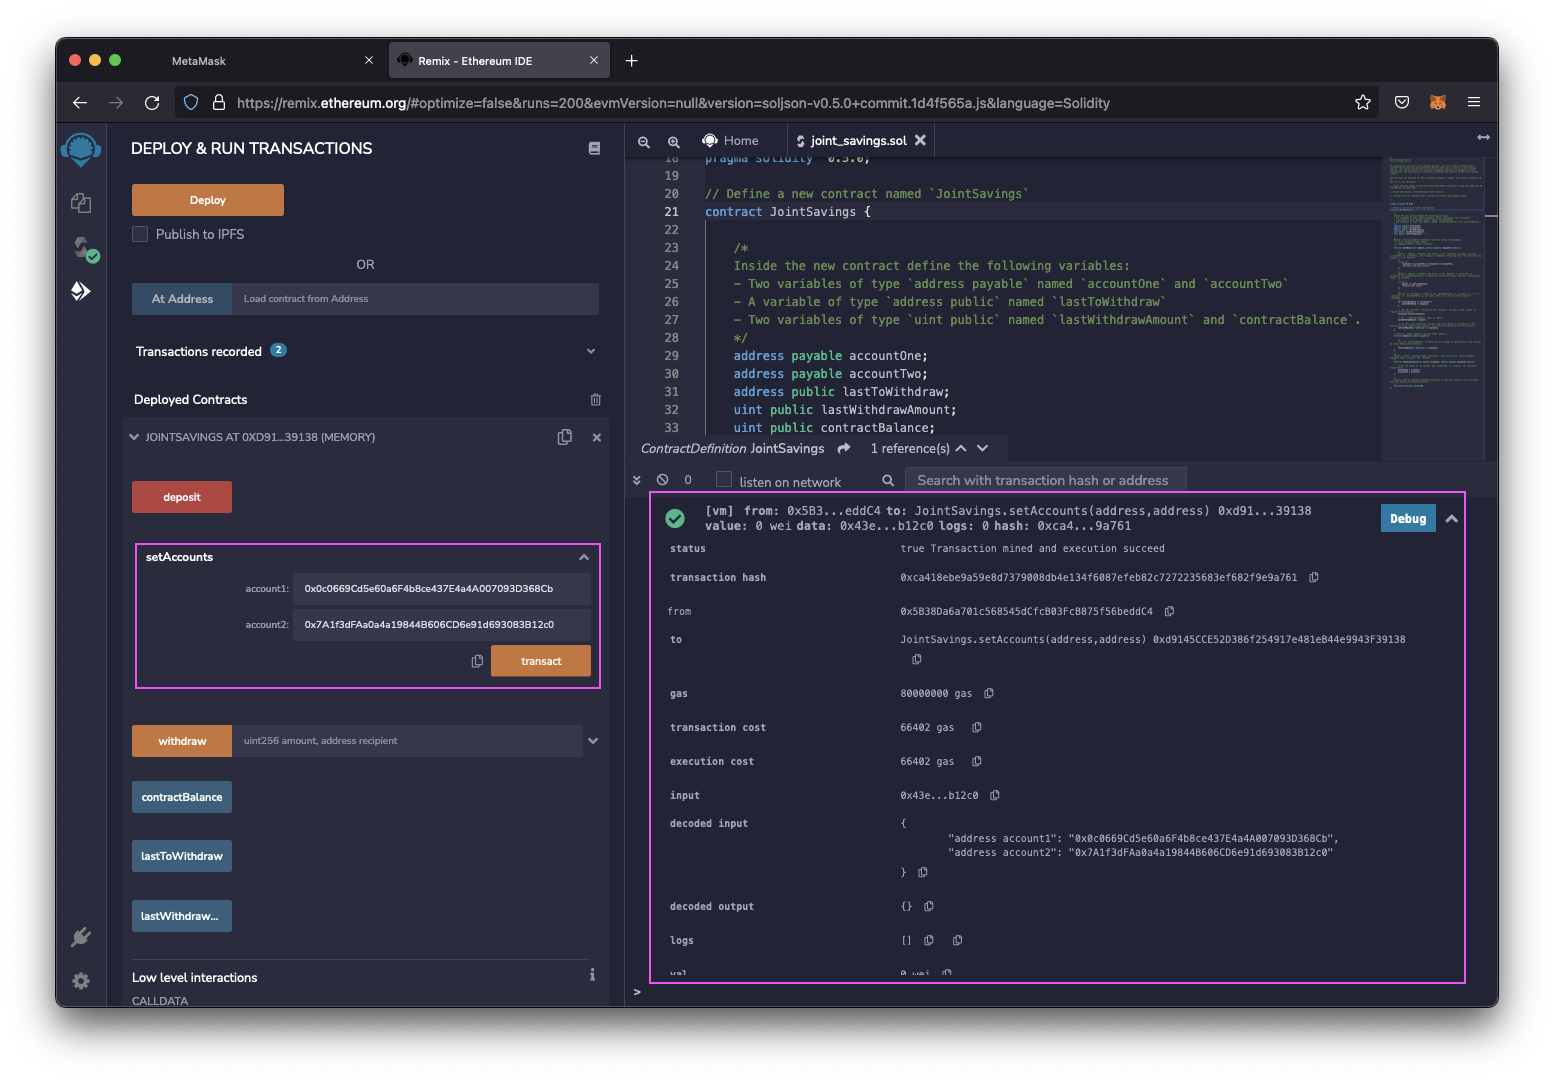 MetaMask
Remix - Ethereum IDE
https://remix.ethereum.org/#optimize=false&runs=200&evmVersion=null&version=soljson-v0.5.0+commit.1d4f565a.js&language=Solidity
DEPLOY & RUN TRANSACTIONS
Deploy
Publish to IPFS
OR
At Address Load contract from Address
Transactions recorded 2
Deployed Contracts
JOINTSAVINGS AT 0XD91...39138 (MEMORY)
deposit
setAccounts
account1: 0x0c0669Cd5e60a6F4b8ce437E4a4A007093D368Cb
account2: 0x7A1f3dFAa0a4a19844B606CD6e91d693083B12c0
transact
withdraw uint256 amount, address recipient
contractBalance
lastToWithdraw
lastWithdraw...
Low level interactions
CALLDATA
Home
joint_savings.sol
18 pragma solidity ^0.5.0;
19
20 // Define a new contract named `JointSavings`
21 contract JointSavings {
22
23 /*
24 Inside the new contract define the following variables:
25 - Two variables of type `address payable` named `accountOne` and `accountTwo`
26 - A variable of type `address public` named `lastToWithdraw`
27 - Two variables of type `uint public` named `lastWithdrawAmount` and `contractBalance`.
28 */
29 address payable accountOne;
30 address payable accountTwo;
31 address public lastToWithdraw;
32 uint public lastWithdrawAmount;
33 uint public contractBalance;
ContractDefinition JointSavings 1 reference(s)
0 listen on network Search with transaction hash or address
[vm] from: 0x5B3...eddC4 to: JointSavings.setAccounts(address,address) 0xd91...39138
value: 0 wei data: 0x43e...b12c0 logs: 0 hash: 0xca4...9a761
Debug
status true Transaction mined and execution succeed
transaction hash 0xca418ebe9a59e8d7379008db4e134f6087efeb82c7272235683ef682f9e9a761
from 0x5B38Da6a701c568545dCfcB03FcB875f56beddC4
to JointSavings.setAccounts(address,address) 0xd9145CCE52D386f254917e481eB44e9943F39138
gas 80000000 gas
transaction cost 66402 gas
execution cost 66402 gas
input 0x43e...b12c0
decoded input {
"address account1": "0x0c0669Cd5e60a6F4b8ce437E4a4A007093D368Cb",
"address account2": "0x7A1f3dFAa0a4a19844B606CD6e91d693083B12c0"
}
decoded output {}
logs []
val 0 wei
>